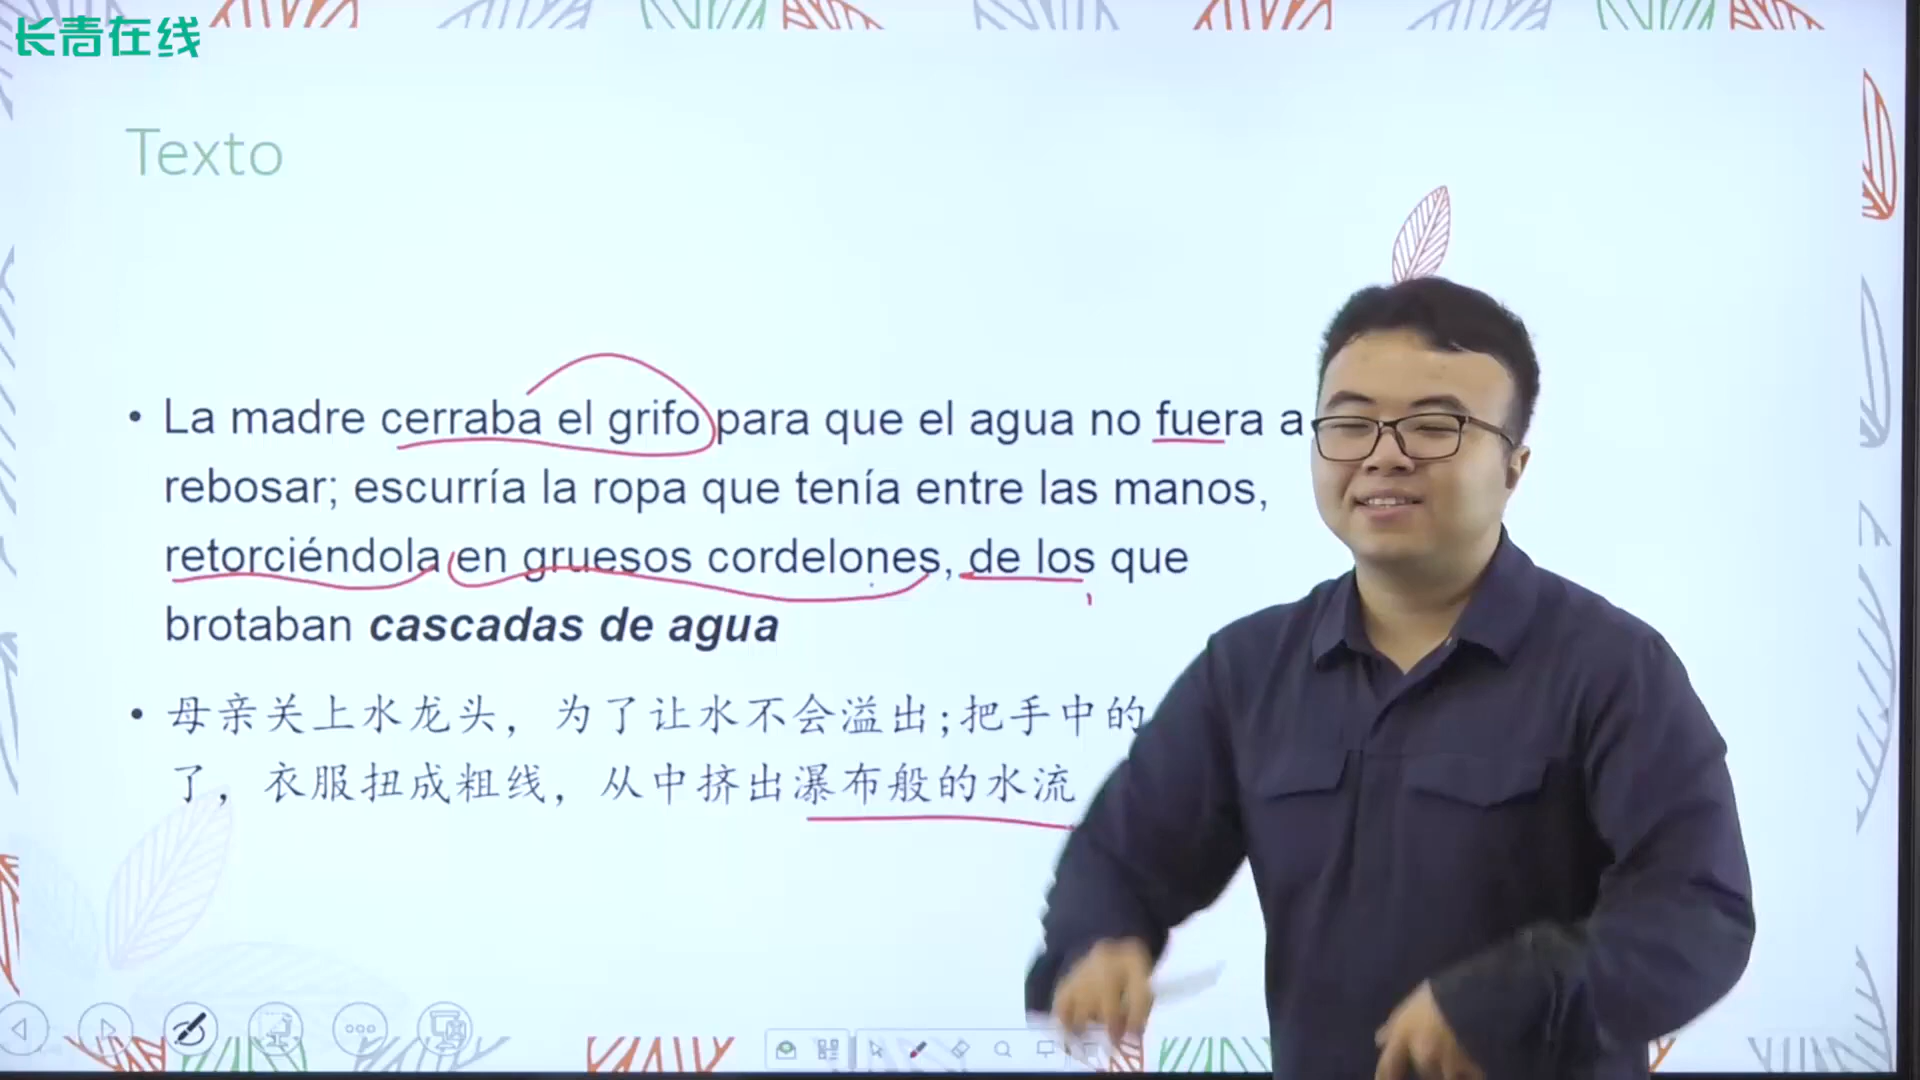 长青在线
Texto
• La madre cerraba el grifo para que el agua no fuera a
rebosar; escurría la ropa que tenía entre las manos,
retorciéndola en gruesos cordelones, de los que
brotaban cascadas de agua
• 母亲关上水龙头，为了让水不会溢出;把手中的
了，衣服扭成粗线，从中挤出瀑布般的水流